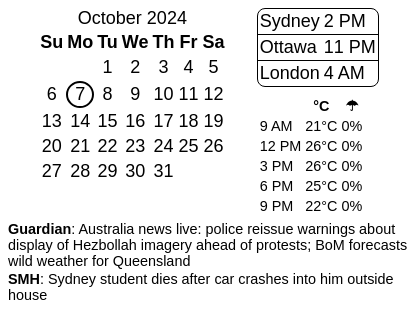 October 2024
Su Mo Tu We Th Fr Sa
1 2 3 4 5
6 7 8 9 10 11 12
13 14 15 16 17 18 19
20 21 22 23 24 25 26
27 28 29 30 31
Sydney 2 PM
Ottawa 11 PM
London 4 AM
°C ☂
9 AM 21°C 0%
12 PM 26°C 0%
3 PM 26°C 0%
6 PM 25°C 0%
9 PM 22°C 0%
Guardian: Australia news live: police reissue warnings about
display of Hezbollah imagery ahead of protests; BoM forecasts
wild weather for Queensland
SMH: Sydney student dies after car crashes into him outside
house